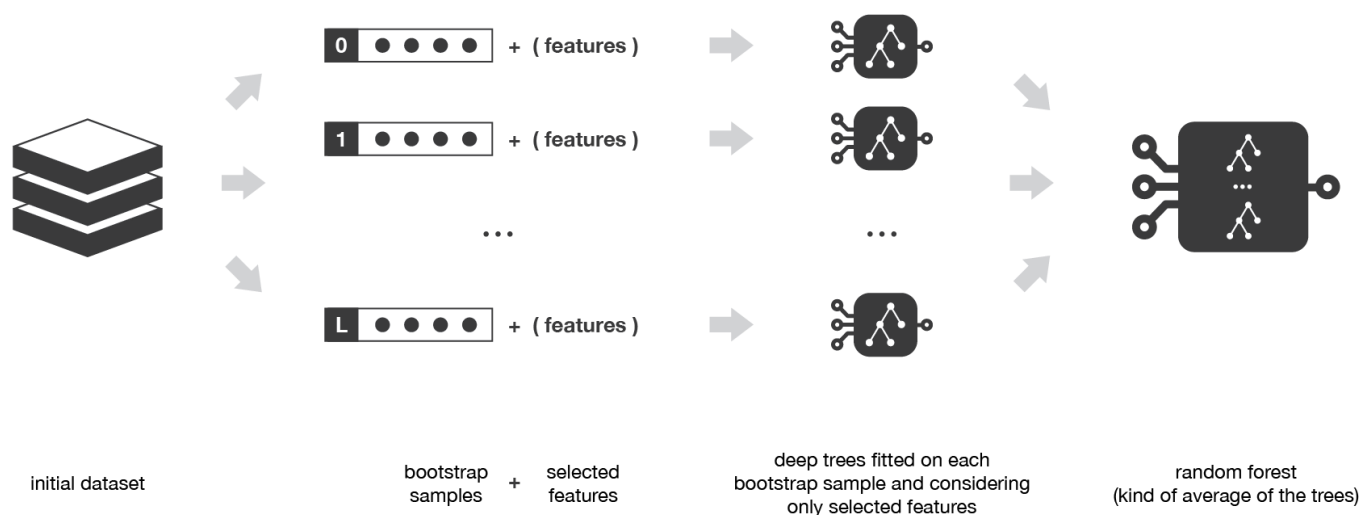 0 + ( features )
1 + ( features )
...
...
L + ( features )
initial dataset
bootstrap samples + selected features
deep trees fitted on each
bootstrap sample and considering
only selected features
random forest
(kind of average of the trees)